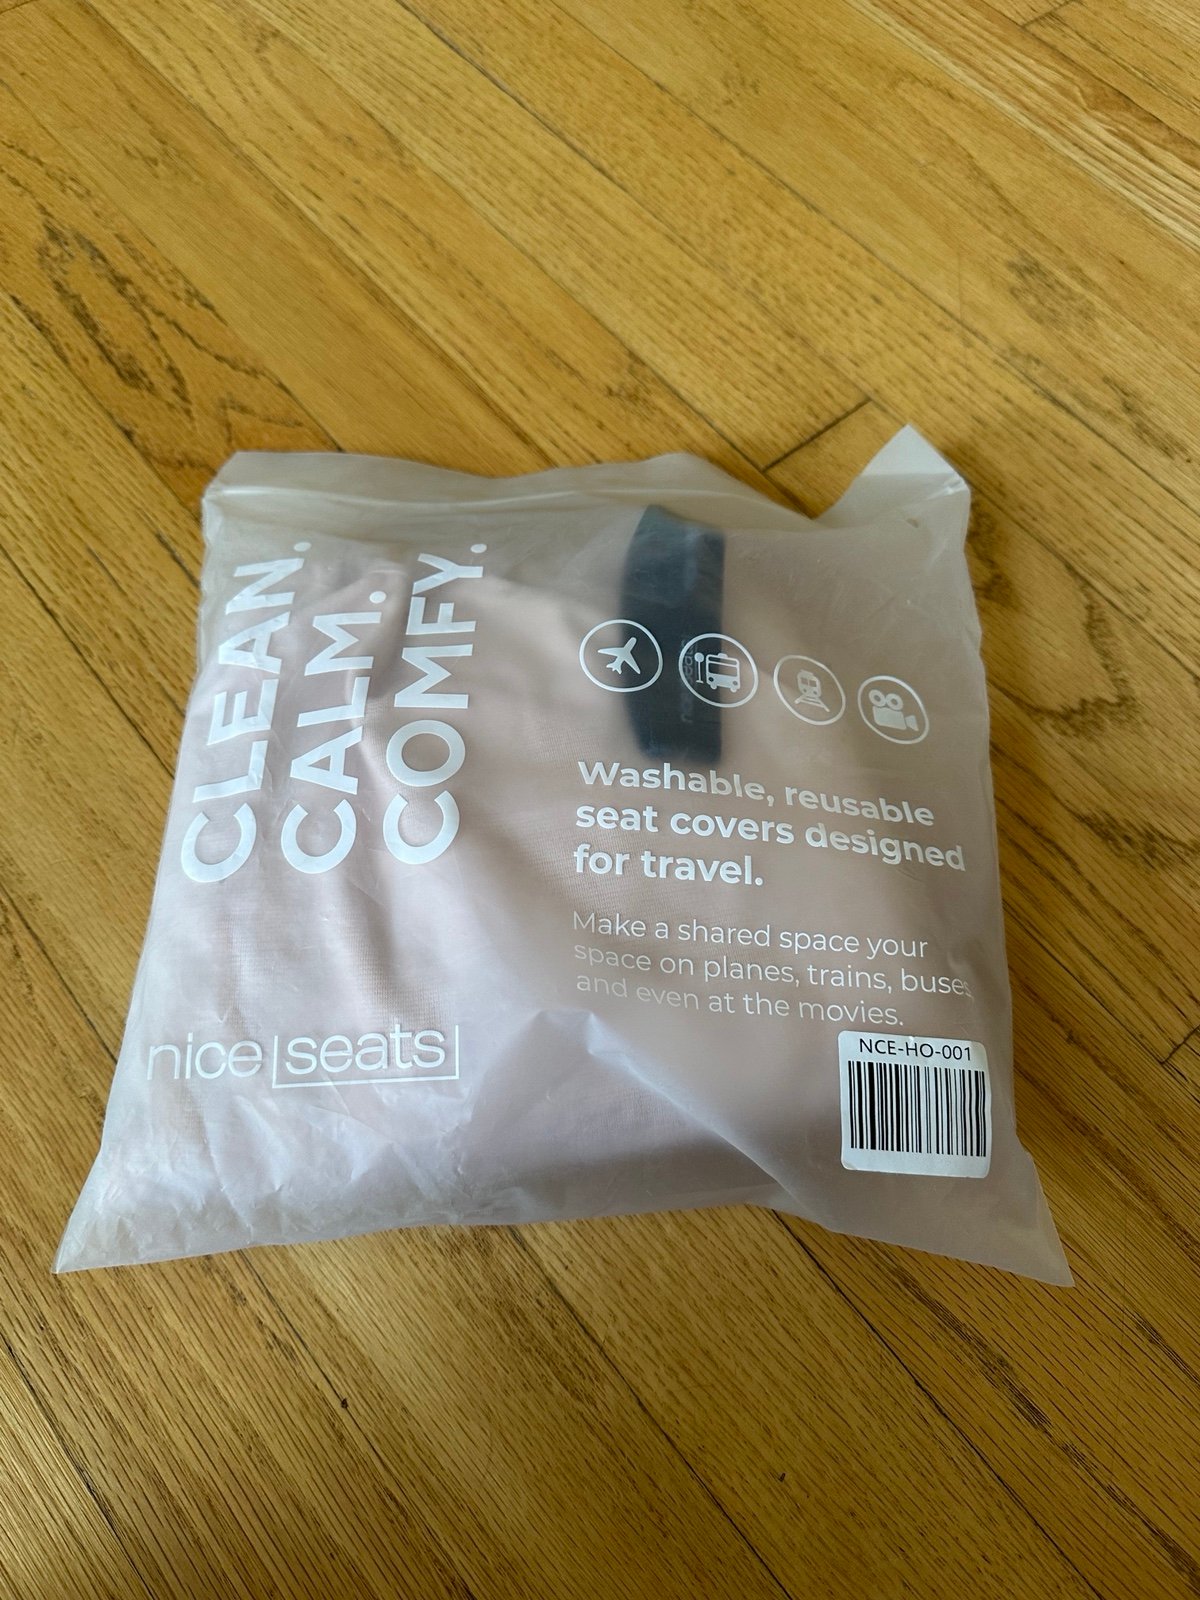 CLEAN.
CALM.
COMFY.
nice seats
Washable, reusable
seat covers designed
for travel.
Make a shared space your
space on planes, trains, buses
and even at the movies.
NCE-HO-001